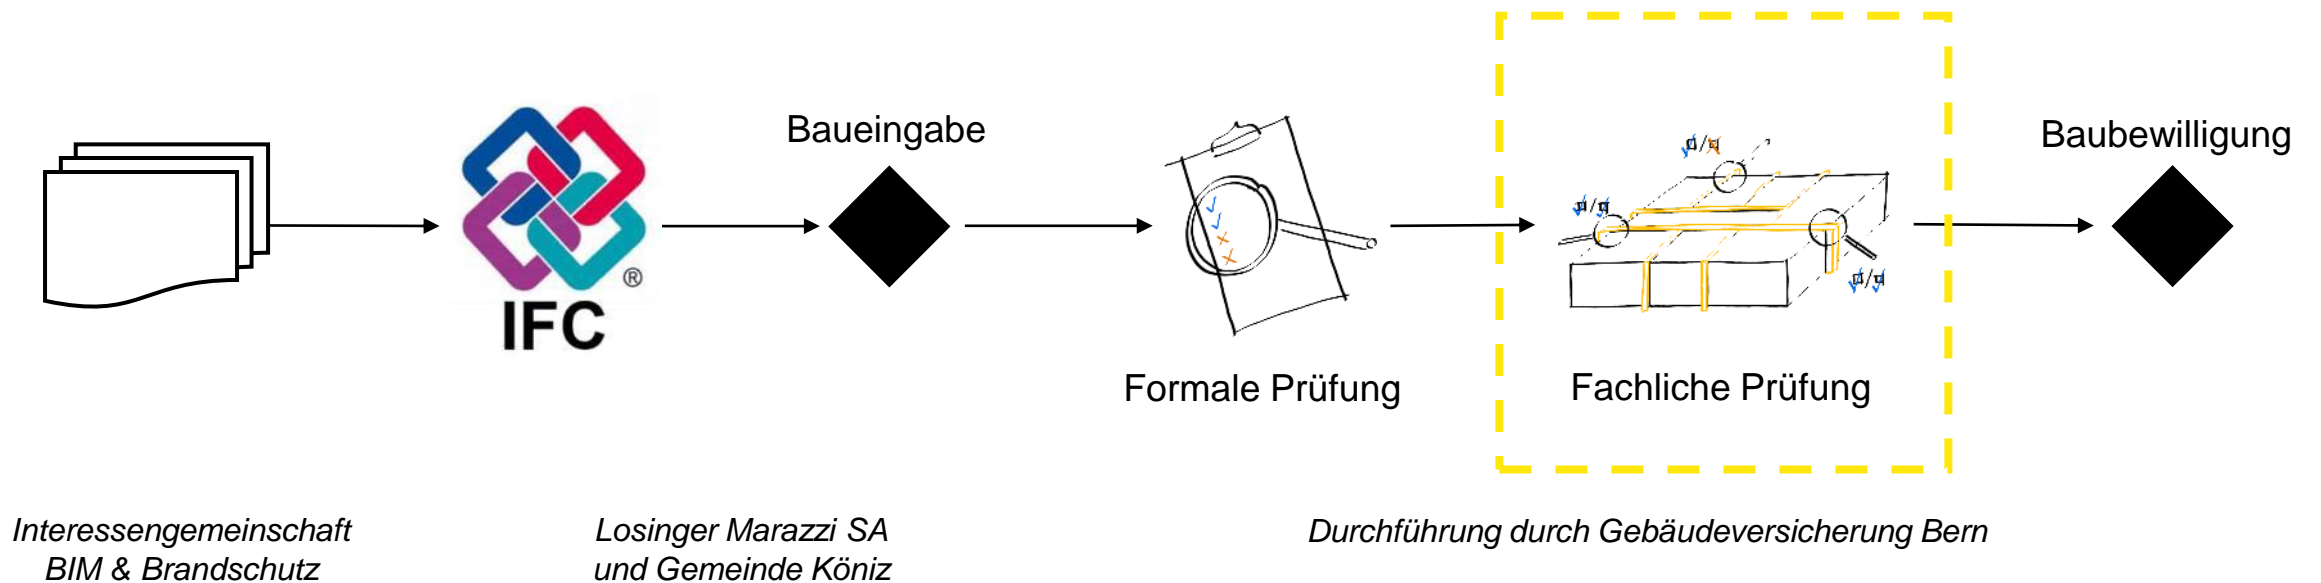 Baueingabe
Baubewilligung
®
IFC
Formale Prüfung
Fachliche Prüfung
Interessengemeinschaft
BIM & Brandschutz
Losinger Marazzi SA
und Gemeinde Köniz
Durchführung durch Gebäudeversicherung Bern